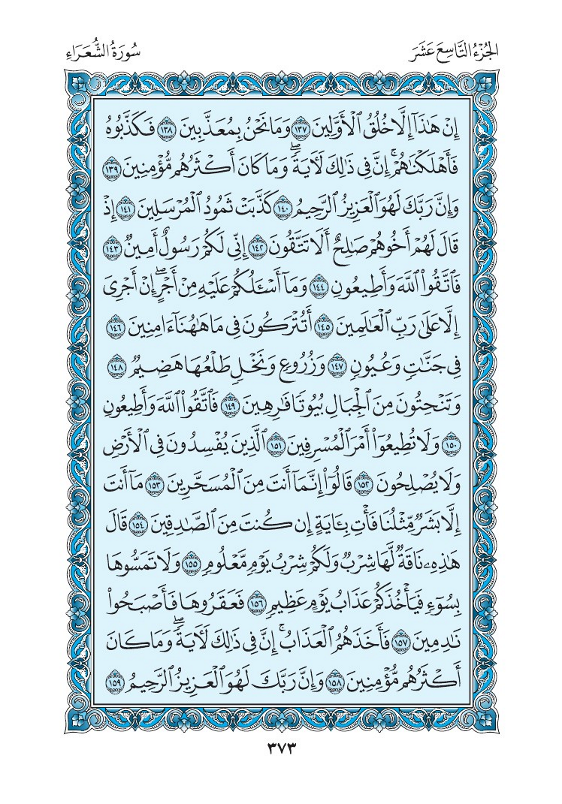 الجُزْءُ التَّاسِعَ عَشَرَ
سُورَةُ الشُّعَرَاءِ
إِنْ هَٰذَآ إِلَّا خُلُقُ ٱلْأَوَّلِينَ ١٣٧ وَمَا نَحْنُ بِمُعَذَّبِينَ ١٣٨ فَكَذَّبُوهُ
فَأَهْلَكْنَٰهُمْۚ إِنَّ فِى ذَٰلِكَ لَءَايَةًۖ وَمَا كَانَ أَكْثَرُهُم مُّؤْمِنِينَ ١٣٩
وَإِنَّ رَبَّكَ لَهُوَ ٱلْعَزِيزُ ٱلرَّحِيمُ ١٤٠ كَذَّبَتْ ثَمُودُ ٱلْمُرْسَلِينَ ١٤١ إِذْ
قَالَ لَهُمْ أَخُوهُمْ صَٰلِحٌ أَلَا تَتَّقُونَ ١٤٢ إِنِّى لَكُمْ رَسُولٌ أَمِينٌ ١٤٣
فَٱتَّقُوا۟ ٱللَّهَ وَأَطِيعُونِ ١٤٤ وَمَآ أَسْـَٔلُكُمْ عَلَيْهِ مِنْ أَجْرٍۖ إِنْ أَجْرِىَ
إِلَّا عَلَىٰ رَبِّ ٱلْعَٰلَمِينَ ١٤٥ أَتُتْرَكُونَ فِى مَا هَٰهُنَآ ءَامِنِينَ ١٤٦
فِى جَنَّٰتٍ وَعُيُونٍ ١٤٧ وَزُرُوعٍ وَنَخْلٍ طَلْعُهَا هَضِيمٌ ١٤٨
وَتَنْحِتُونَ مِنَ ٱلْجِبَالِ بُيُوتًا فَٰرِهِينَ ١٤٩ فَٱتَّقُوا۟ ٱللَّهَ وَأَطِيعُونِ
١٥٠ وَلَا تُطِيعُوٓا۟ أَمْرَ ٱلْمُسْرِفِينَ ١٥١ ٱلَّذِينَ يُفْسِدُونَ فِى ٱلْأَرْضِ
وَلَا يُصْلِحُونَ ١٥٢ قَالُوٓا۟ إِنَّمَآ أَنتَ مِنَ ٱلْمُسَحَّرِينَ ١٥٣ مَآ أَنتَ
إِلَّا بَشَرٌ مِّثْلُنَا فَأْتِ بِـَٔايَةٍ إِن كُنتَ مِنَ ٱلصَّٰدِقِينَ ١٥٤ قَالَ
هَٰذِهِۦ نَاقَةٌ لَّهَا شِرْبٌ وَلَكُمْ شِرْبُ يَوْمٍ مَّعْلُومٍ ١٥٥ وَلَا تَمَسُّوهَا
بِسُوٓءٍ فَيَأْخُذَكُمْ عَذَابُ يَوْمٍ عَظِيمٍ ١٥٦ فَعَقَرُوهَا فَأَصْبَحُوا۟
نَٰدِمِينَ ١٥٧ فَأَخَذَهُمُ ٱلْعَذَابُۚ إِنَّ فِى ذَٰلِكَ لَءَايَةًۖ وَمَا كَانَ
أَكْثَرُهُم مُّؤْمِنِينَ ١٥٨ وَإِنَّ رَبَّكَ لَهُوَ ٱلْعَزِيزُ ٱلرَّحِيمُ ١٥٩
٣٧٣